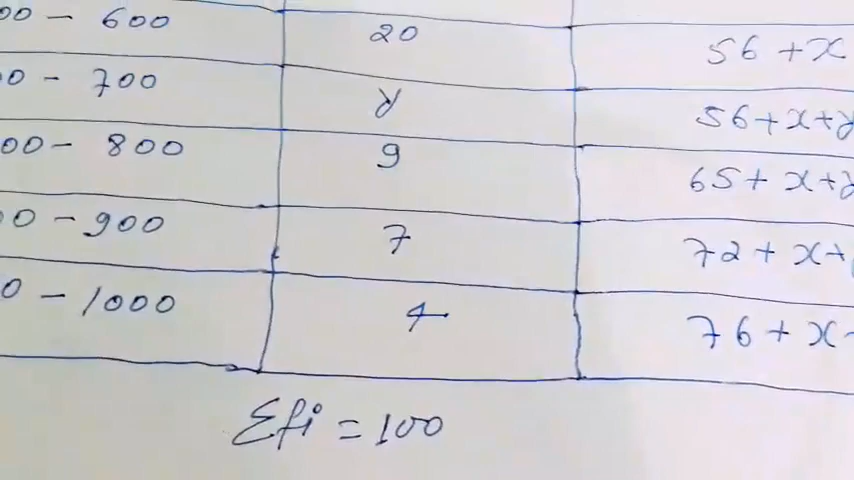 00 - 600 20 56 + x
0 - 700 y 56 + x + y
00 - 800 9 65 + x + y
0 - 900 7 72 + x +
0 - 1000 4 76 + x +
Σfi = 100